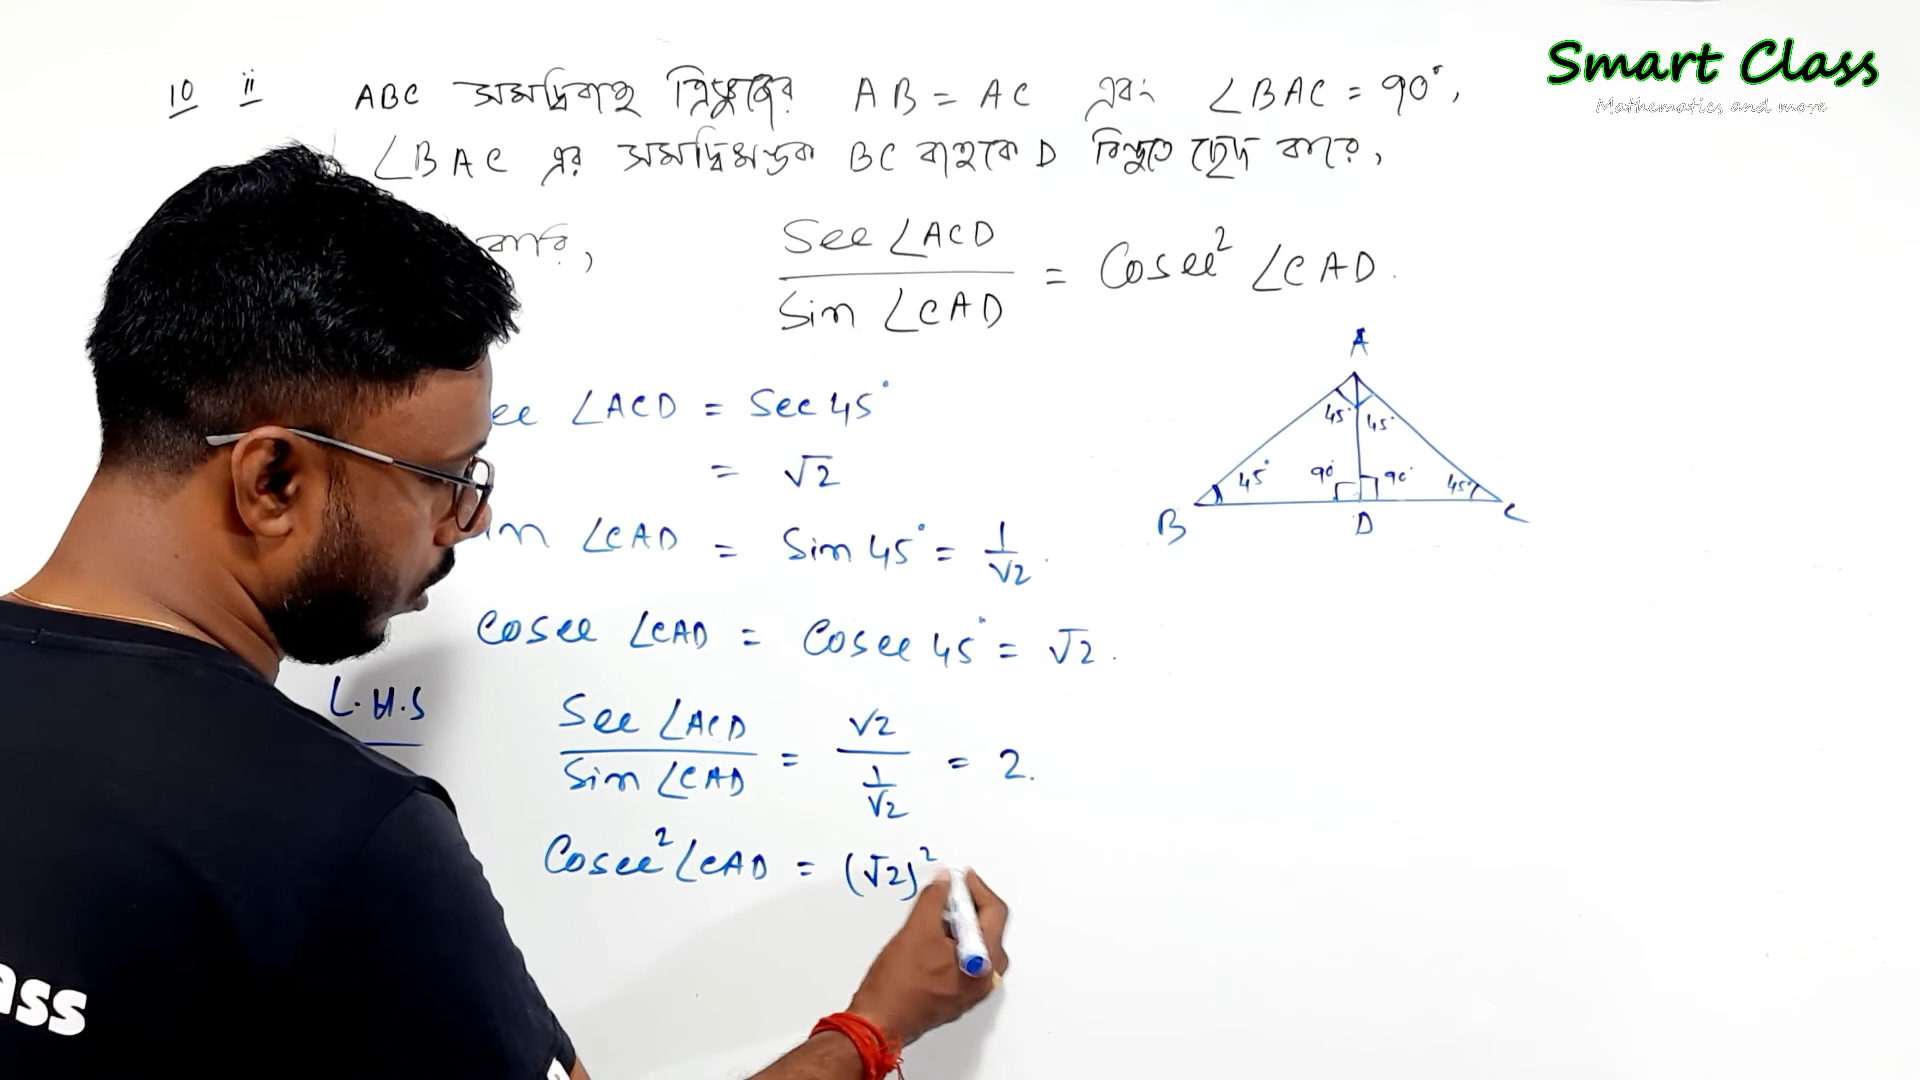 Smart Class
Mathematics and more
10 ii ABC সমদ্বিবাহু ত্রিভুজের AB = AC এবং ∠BAC = 90°,
∠BAC এর সমদ্বিখণ্ডক BC বাহুকে D বিন্দুতে ছেদ করে,
করি, Sec ∠ACD / Sin ∠CAD = Cosec² ∠CAD.
A
45° 45°
45° 90° 90° 45°
B D C
ec ∠ACD = Sec 45°
= √2
in ∠CAD = Sin 45° = 1/√2.
Cosec ∠CAD = Cosec 45° = √2.
L.H.S Sec ∠ACD / Sin ∠CAD = √2 / (1/√2) = 2.
Cosec² ∠CAD = (√2)²
ass